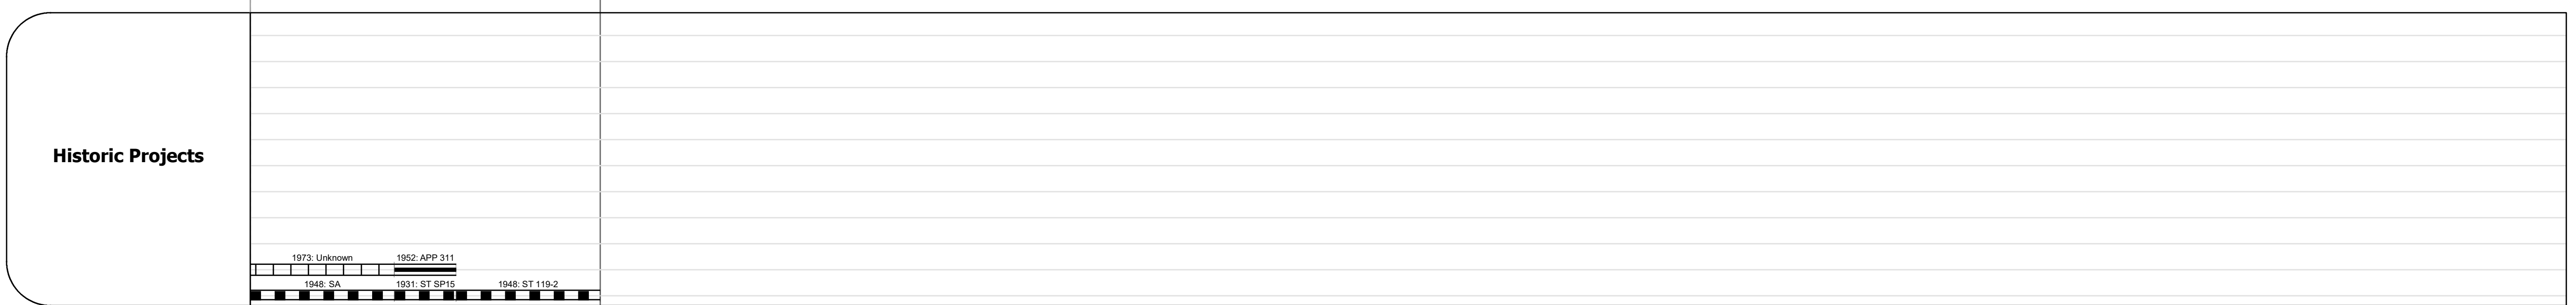 Historic Projects
1973: Unknown 1952: APP 311
1948: SA 1931: ST SP15 1948: ST 119-2